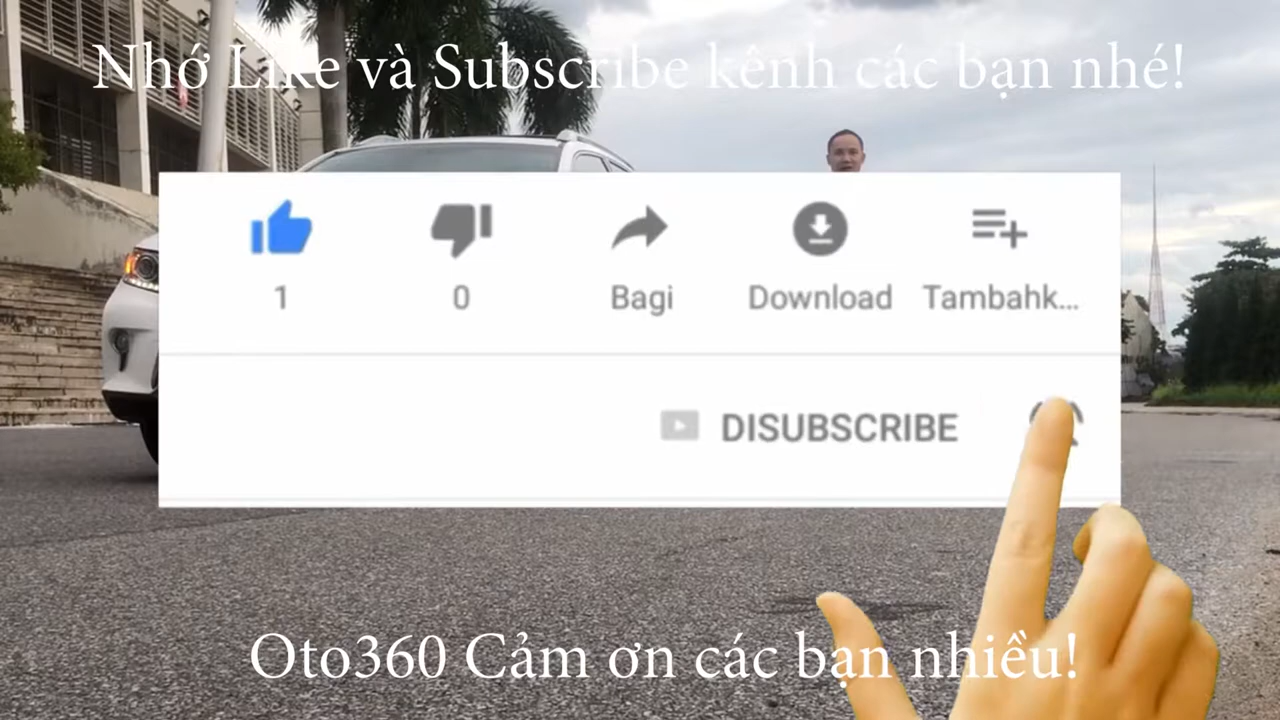 Nhớ Like và Subscribe kênh các bạn nhé!
1 0 Bagi Download Tambahk...
DISUBSCRIBE
Oto360 Cảm ơn các bạn nhiều!